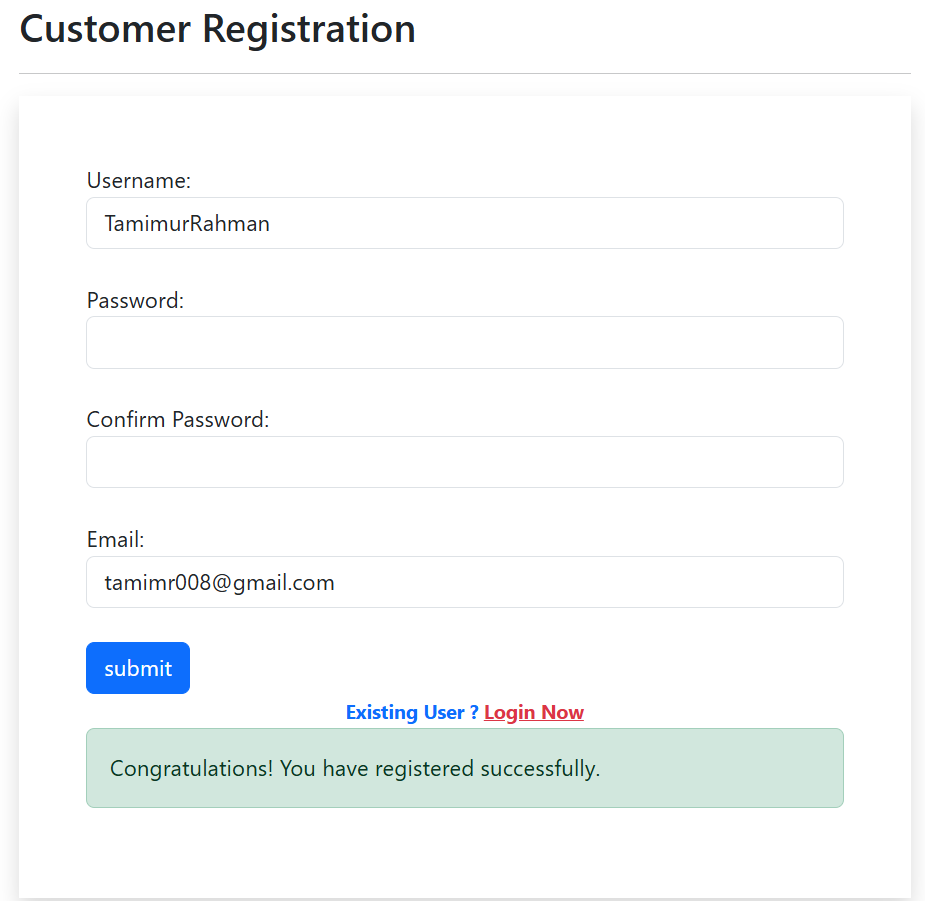 Customer Registration
Username:
TamimurRahman
Password:
Confirm Password:
Email:
tamimr008@gmail.com
submit
Existing User ? Login Now
Congratulations! You have registered successfully.